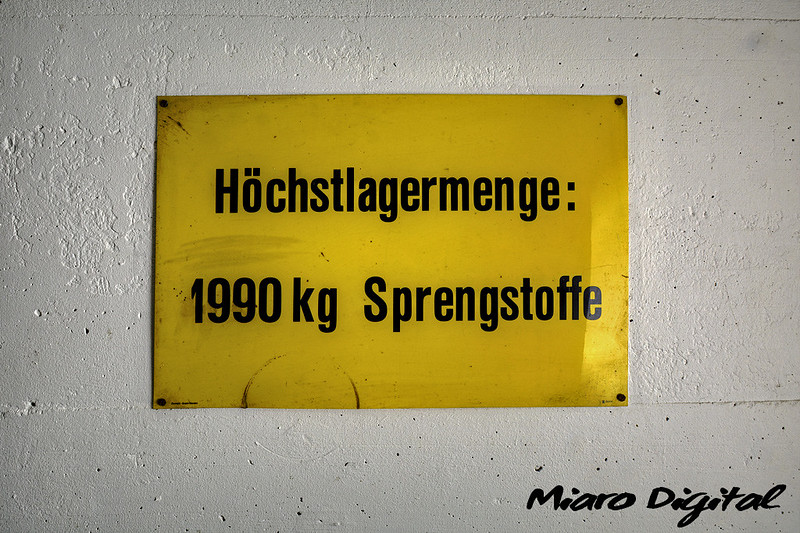 Höchstlagermenge:
1990 kg Sprengstoffe
Miaro Digital